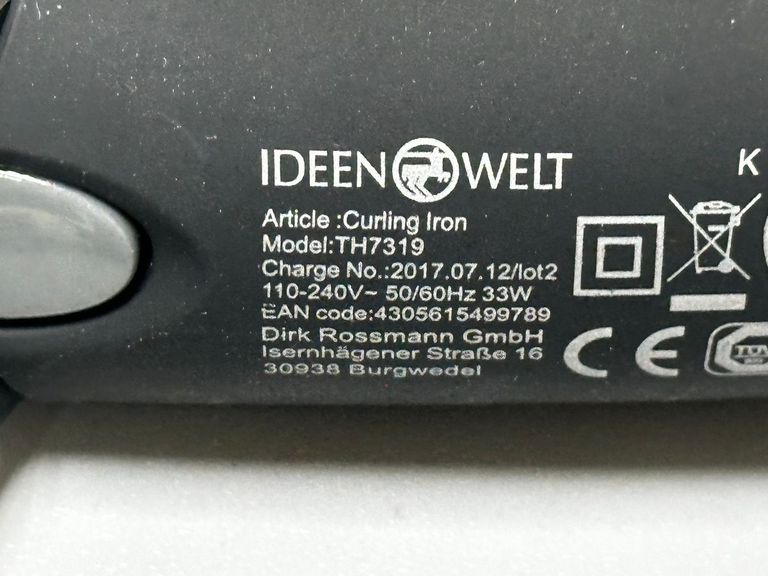 IDEEN WELT
K
Article :Curling Iron
Model:TH7319
Charge No.:2017.07.12/lot2
110-240V~ 50/60Hz 33W
EAN code:4305615499789
Dirk Rossmann GmbH
Isernhägener Straße 16
30938 Burgwedel
CE
TÜV